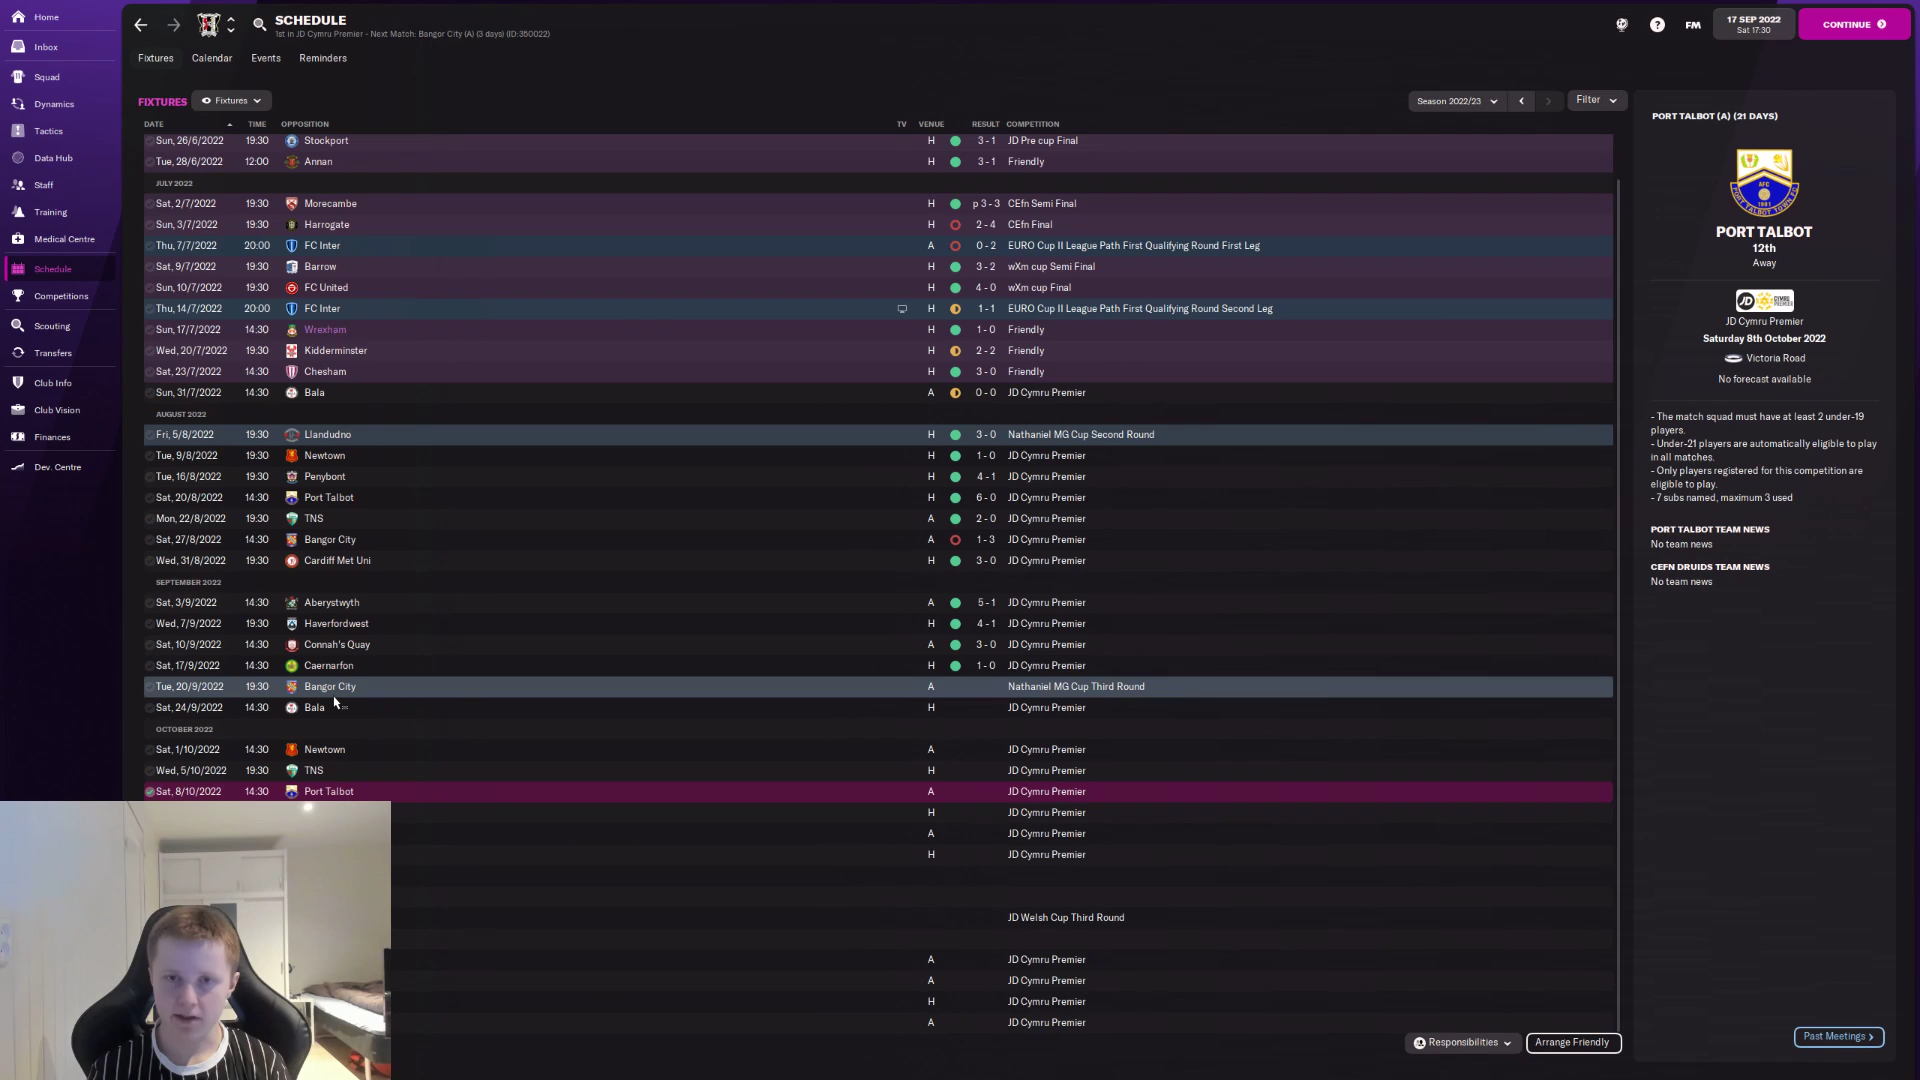 Home
Inbox
Squad
Dynamics
Tactics
Data Hub
Staff
Training
Medical Centre
Schedule
Competitions
Scouting
Transfers
Club Info
Club Vision
Finances
Dev. Centre
SCHEDULE
1st in JD Cymru Premier - Next Match: Bangor City (A) (3 days) (ID:350022)
FM
17 SEP 2022
Sat 17:30
CONTINUE
Fixtures Calendar Events Reminders
FIXTURES Fixtures
Season 2022/23 Filter
DATE TIME OPPOSITION TV VENUE RESULT COMPETITION
Sun, 26/6/2022 19:30 Stockport H 3 - 1 JD Pre cup Final
Tue, 28/6/2022 12:00 Annan H 3 - 1 Friendly
JULY 2022
Sat, 2/7/2022 19:30 Morecambe H p 3 - 3 CEfn Semi Final
Sun, 3/7/2022 19:30 Harrogate H 2 - 4 CEfn Final
Thu, 7/7/2022 20:00 FC Inter A 0 - 2 EURO Cup II League Path First Qualifying Round First Leg
Sat, 9/7/2022 19:30 Barrow H 3 - 2 wXm cup Semi Final
Sun, 10/7/2022 19:30 FC United H 4 - 0 wXm cup Final
Thu, 14/7/2022 20:00 FC Inter H 1 - 1 EURO Cup II League Path First Qualifying Round Second Leg
Sun, 17/7/2022 14:30 Wrexham H 1 - 0 Friendly
Wed, 20/7/2022 19:30 Kidderminster H 2 - 2 Friendly
Sat, 23/7/2022 14:30 Chesham H 3 - 0 Friendly
Sun, 31/7/2022 14:30 Bala A 0 - 0 JD Cymru Premier
AUGUST 2022
Fri, 5/8/2022 19:30 Llandudno H 3 - 0 Nathaniel MG Cup Second Round
Tue, 9/8/2022 19:30 Newtown H 1 - 0 JD Cymru Premier
Tue, 16/8/2022 19:30 Penybont H 4 - 1 JD Cymru Premier
Sat, 20/8/2022 14:30 Port Talbot H 6 - 0 JD Cymru Premier
Mon, 22/8/2022 19:30 TNS A 2 - 0 JD Cymru Premier
Sat, 27/8/2022 14:30 Bangor City A 1 - 3 JD Cymru Premier
Wed, 31/8/2022 19:30 Cardiff Met Uni H 3 - 0 JD Cymru Premier
SEPTEMBER 2022
Sat, 3/9/2022 14:30 Aberystwyth A 5 - 1 JD Cymru Premier
Wed, 7/9/2022 19:30 Haverfordwest H 4 - 1 JD Cymru Premier
Sat, 10/9/2022 14:30 Connah's Quay A 3 - 0 JD Cymru Premier
Sat, 17/9/2022 14:30 Caernarfon H 1 - 0 JD Cymru Premier
Tue, 20/9/2022 19:30 Bangor City A Nathaniel MG Cup Third Round
Sat, 24/9/2022 14:30 Bala H JD Cymru Premier
OCTOBER 2022
Sat, 1/10/2022 14:30 Newtown A JD Cymru Premier
Wed, 5/10/2022 19:30 TNS H JD Cymru Premier
Sat, 8/10/2022 14:30 Port Talbot A JD Cymru Premier
H JD Cymru Premier
A JD Cymru Premier
H JD Cymru Premier
JD Welsh Cup Third Round
A JD Cymru Premier
A JD Cymru Premier
H JD Cymru Premier
A JD Cymru Premier
Responsibilities Arrange Friendly
PORT TALBOT (A) (21 DAYS)
PORT TALBOT
12th
Away
JD
JD Cymru Premier
Saturday 8th October 2022
Victoria Road
No forecast available
- The match squad must have at least 2 under-19
players.
- Under-21 players are automatically eligible to play
in all matches.
- Only players registered for this competition are
eligible to play.
- 7 subs named, maximum 3 used
PORT TALBOT TEAM NEWS
No team news
CEFN DRUIDS TEAM NEWS
No team news
Past Meetings >